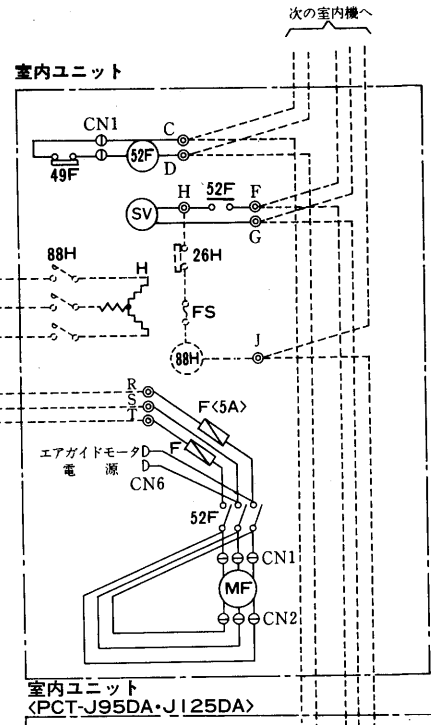 次の室内機へ
室内ユニット
CN1
C
52F
D
49F
H
52F
F
SV
G
88H
H
26H
FS
88H
J
R
S
T
F<5A>
F
エアガイドモータ
電源
CN6
52F
CN1
MF
CN2
室内ユニット
<PCT-J95DA・J125DA>